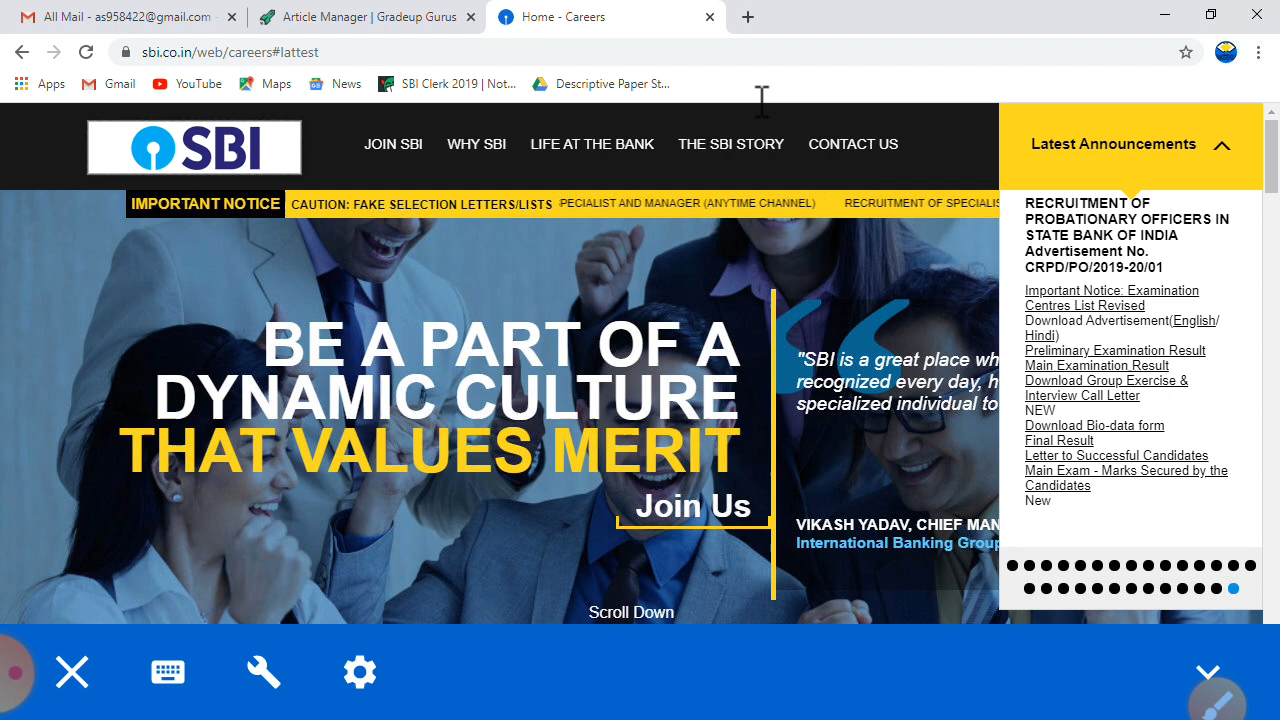 All Mail - as958422@gmail.com -
Article Manager | Gradeup Gurus
Home - Careers
sbi.co.in/web/careers#lattest
Apps
Gmail
YouTube
Maps
News
SBI Clerk 2019 | Not...
Descriptive Paper St...
SBI
JOIN SBI
WHY SBI
LIFE AT THE BANK
THE SBI STORY
CONTACT US
Latest Announcements
IMPORTANT NOTICE
CAUTION: FAKE SELECTION LETTERS/LISTS
PECIALIST AND MANAGER (ANYTIME CHANNEL)
RECRUITMENT OF SPECIALIS
RECRUITMENT OF
PROBATIONARY OFFICERS IN
STATE BANK OF INDIA
Advertisement No.
CRPD/PO/2019-20/01
Important Notice: Examination
Centres List Revised
Download Advertisement(English/
Hindi)
Preliminary Examination Result
Main Examination Result
Download Group Exercise &
Interview Call Letter
NEW
Download Bio-data form
Final Result
Letter to Successful Candidates
Main Exam - Marks Secured by the
Candidates
New
BE A PART OF A
DYNAMIC CULTURE
THAT VALUES MERIT
Join Us
"SBI is a great place wh
recognized every day, h
specialized individual to
VIKASH YADAV, CHIEF MAN
International Banking Group
Scroll Down